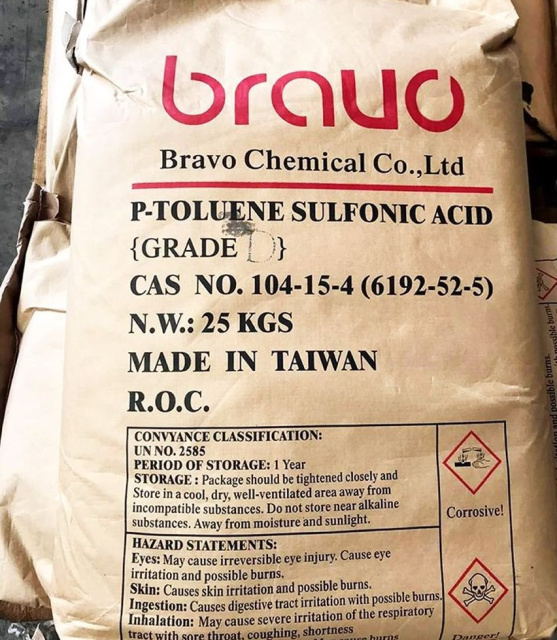 bravo
Bravo Chemical Co.,Ltd
P-TOLUENE SULFONIC ACID
{GRADE D}
CAS NO. 104-15-4 (6192-52-5)
N.W.: 25 KGS
MADE IN TAIWAN
R.O.C.
CONVYANCE CLASSIFICATION:
UN NO. 2585
PERIOD OF STORAGE: 1 Year
STORAGE : Package should be tightened closely and
Store in a cool, dry, well-ventilated area away from
incompatible substances. Do not store near alkaline
substances. Away from moisture and sunlight.
Corrosive!
HAZARD STATEMENTS:
Eyes: May cause irreversible eye injury. Cause eye
irritation and possible burns.
Skin: Causes skin irritation and possible burns.
Ingestion: Causes digestive tract irritation with possible burns.
Inhalation: May cause severe irritation of the respiratory
tract with sore throat, coughing, shortness
Danger!
and possible burns.